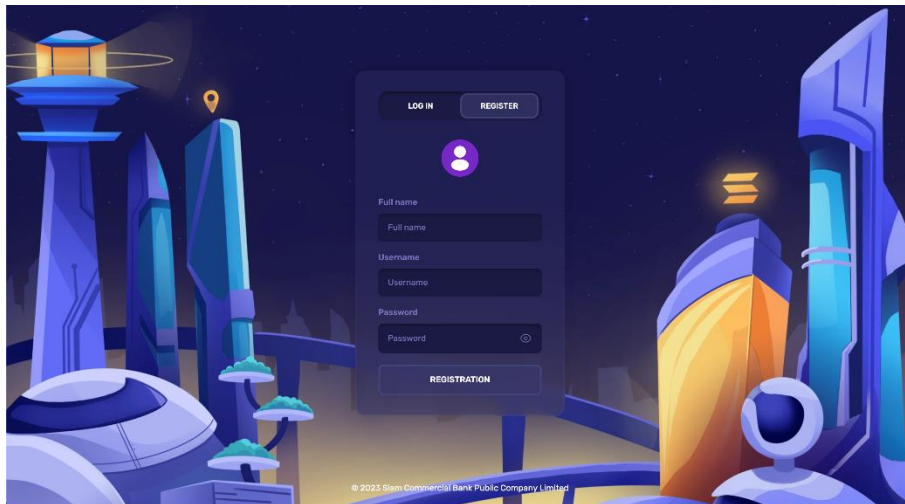 LOG IN
REGISTER
Full name
Full name
Username
Username
Password
Password
REGISTRATION
© 2023 Siam Commercial Bank Public Company Limited